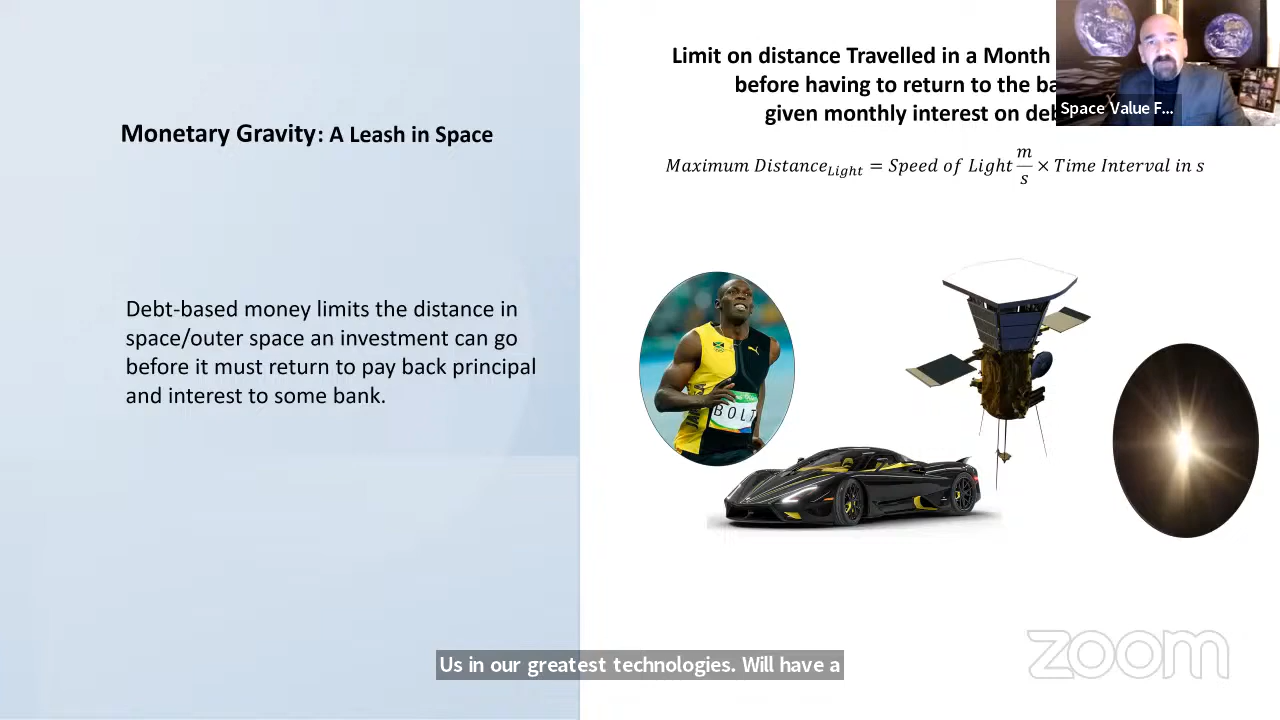 Monetary Gravity: A Leash in Space
Debt-based money limits the distance in
space/outer space an investment can go
before it must return to pay back principal
and interest to some bank.
Limit on distance Travelled in a Month
before having to return to the ba
given monthly interest on deb
Maximum Distance_Light = Speed of Light m/s × Time Interval in s
Space Value F...
BOLT
Us in our greatest technologies. Will have a
zoom